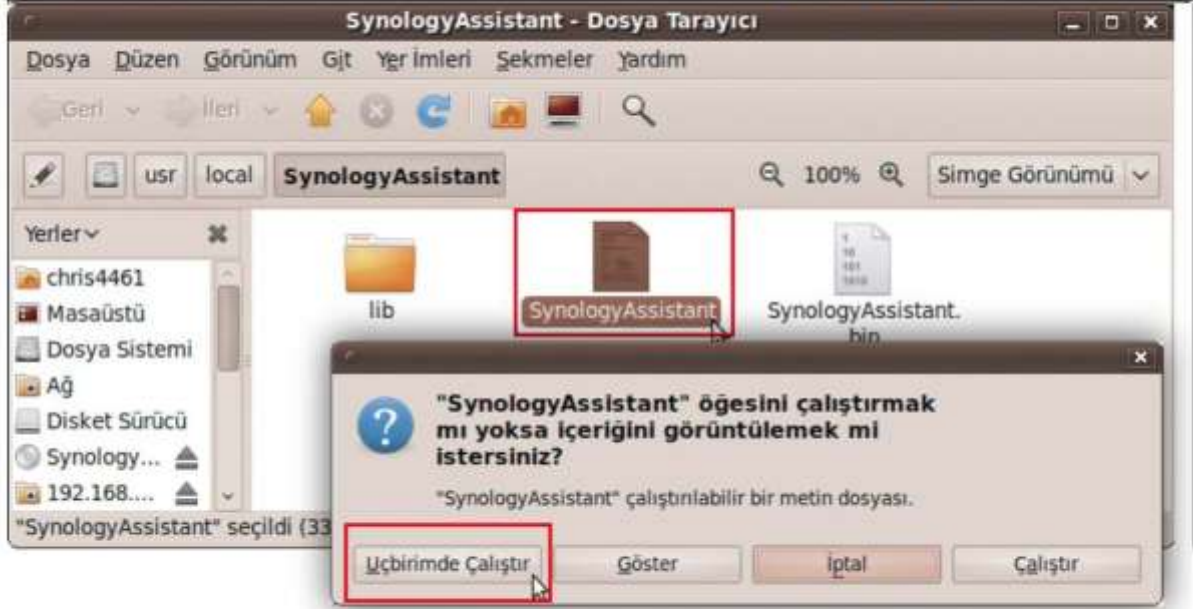 SynologyAssistant - Dosya Tarayıcı
Dosya Düzen Görünüm Git Yer İmleri Sekmeler Yardım
Geri İleri
usr local SynologyAssistant 100% Simge Görünümü
Yerler
chris4461
Masaüstü
Dosya Sistemi
Ağ
Disket Sürücü
Synology...
192.168....
lib
SynologyAssistant
SynologyAssistant.
bin
"SynologyAssistant" seçildi (33
"SynologyAssistant" öğesini çalıştırmak
mı yoksa içeriğini görüntülemek mi
istersiniz?
"SynologyAssistant" çalıştırılabilir bir metin dosyası.
Uçbirimde Çalıştır Göster İptal Çalıştır